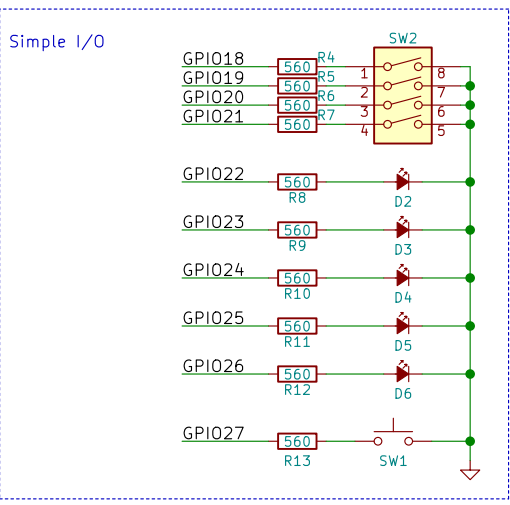 Simple I/O
SW2
GPIO18 560 R4 1 8
GPIO19 560 R5 2 7
GPIO20 560 R6 3 6
GPIO21 560 R7 4 5
GPIO22 560
R8 D2
GPIO23 560
R9 D3
GPIO24 560
R10 D4
GPIO25 560
R11 D5
GPIO26 560
R12 D6
GPIO27 560
R13 SW1